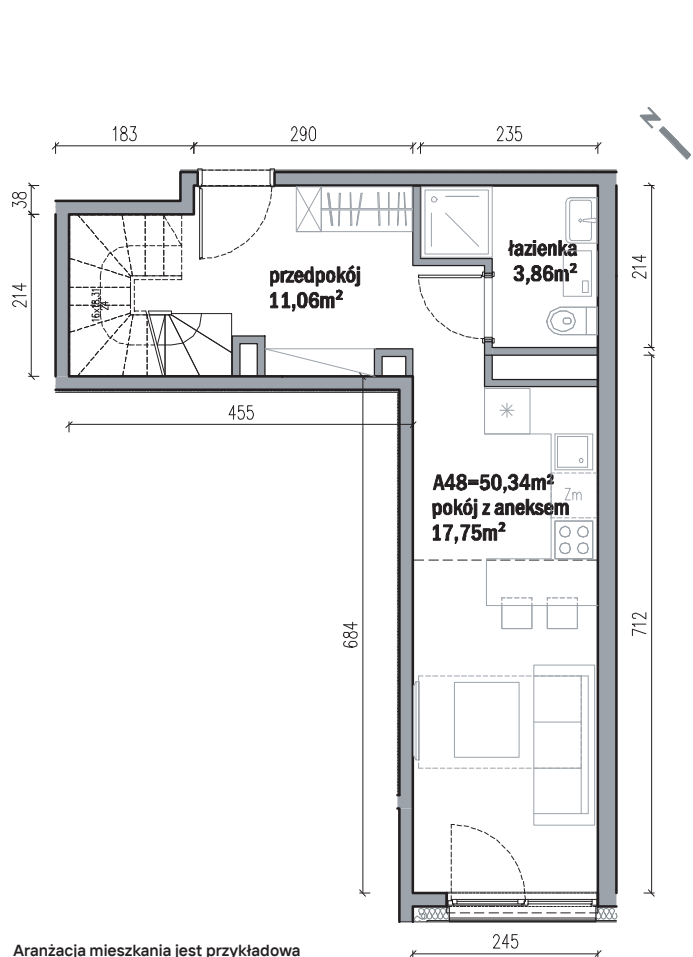 N
183
290
235
38
214
214
łazienka
3,86m²
przedpokój
11,06m²
455
A48=50,34m²
pokój z aneksem
17,75m²
Zm
684
712
245
Aranżacja mieszkania jest przykładowa